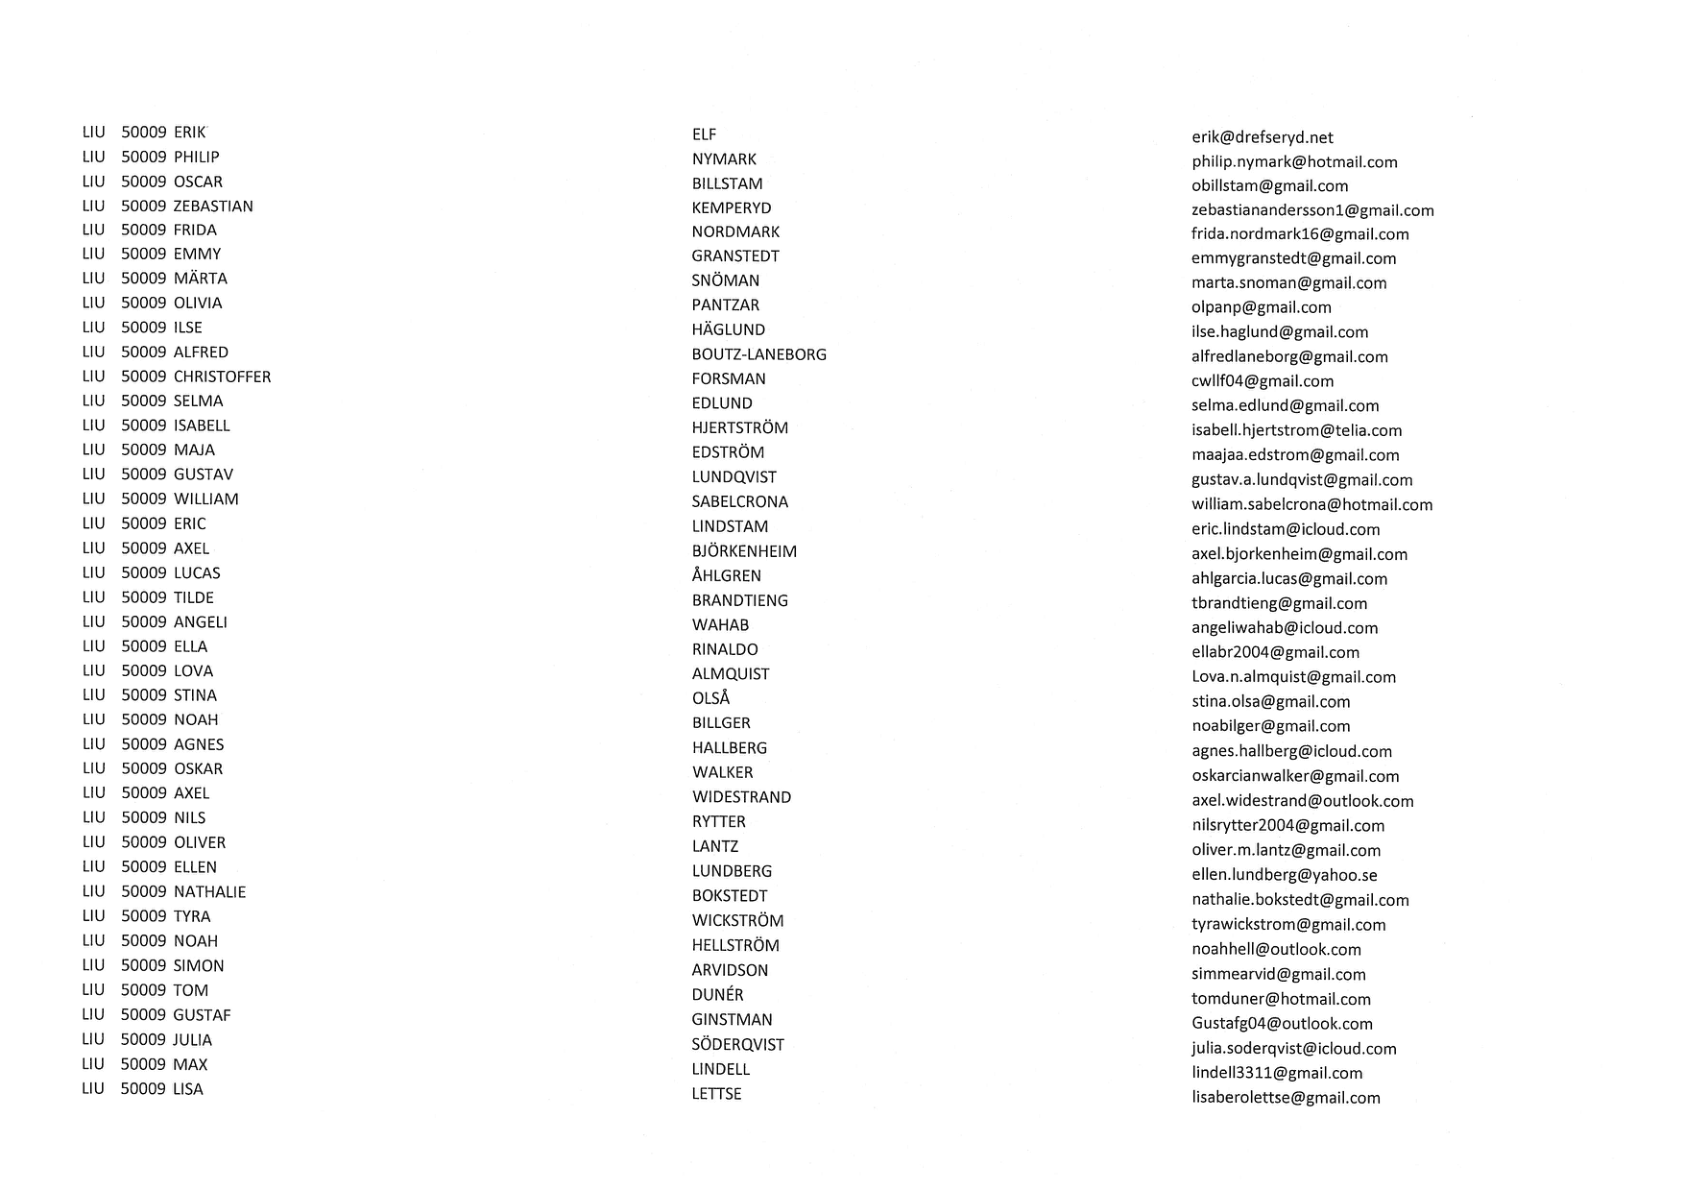 LIU 50009 ERIK ELF erik@drefseryd.net
LIU 50009 PHILIP NYMARK philip.nymark@hotmail.com
LIU 50009 OSCAR BILLSTAM obillstam@gmail.com
LIU 50009 ZEBASTIAN KEMPERYD zebastianandersson1@gmail.com
LIU 50009 FRIDA NORDMARK frida.nordmark16@gmail.com
LIU 50009 EMMY GRANSTEDT emmygranstedt@gmail.com
LIU 50009 MÄRTA SNÖMAN marta.snoman@gmail.com
LIU 50009 OLIVIA PANTZAR olpanp@gmail.com
LIU 50009 ILSE HÄGLUND ilse.haglund@gmail.com
LIU 50009 ALFRED BOUTZ-LANEBORG alfredlaneborg@gmail.com
LIU 50009 CHRISTOFFER FORSMAN cwllf04@gmail.com
LIU 50009 SELMA EDLUND selma.edlund@gmail.com
LIU 50009 ISABELL HJERTSTRÖM isabell.hjertstrom@telia.com
LIU 50009 MAJA EDSTRÖM maajaa.edstrom@gmail.com
LIU 50009 GUSTAV LUNDQVIST gustav.a.lundqvist@gmail.com
LIU 50009 WILLIAM SABELCRONA william.sabelcrona@hotmail.com
LIU 50009 ERIC LINDSTAM eric.lindstam@icloud.com
LIU 50009 AXEL BJÖRKENHEIM axel.bjorkenheim@gmail.com
LIU 50009 LUCAS ÅHLGREN ahlgarcia.lucas@gmail.com
LIU 50009 TILDE BRANDTIENG tbrandtieng@gmail.com
LIU 50009 ANGELI WAHAB angeliwahab@icloud.com
LIU 50009 ELLA RINALDO ellabr2004@gmail.com
LIU 50009 LOVA ALMQUIST Lova.n.almquist@gmail.com
LIU 50009 STINA OLSÅ stina.olsa@gmail.com
LIU 50009 NOAH BILLGER noabilger@gmail.com
LIU 50009 AGNES HALLBERG agnes.hallberg@icloud.com
LIU 50009 OSKAR WALKER oskarcianwalker@gmail.com
LIU 50009 AXEL WIDESTRAND axel.widestrand@outlook.com
LIU 50009 NILS RYTTER nilsrytter2004@gmail.com
LIU 50009 OLIVER LANTZ oliver.m.lantz@gmail.com
LIU 50009 ELLEN LUNDBERG ellen.lundberg@yahoo.se
LIU 50009 NATHALIE BOKSTEDT nathalie.bokstedt@gmail.com
LIU 50009 TYRA WICKSTRÖM tyrawickstrom@gmail.com
LIU 50009 NOAH HELLSTRÖM noahhell@outlook.com
LIU 50009 SIMON ARVIDSON simmearvid@gmail.com
LIU 50009 TOM DUNÉR tomduner@hotmail.com
LIU 50009 GUSTAF GINSTMAN Gustafg04@outlook.com
LIU 50009 JULIA SÖDERQVIST julia.soderqvist@icloud.com
LIU 50009 MAX LINDELL lindell3311@gmail.com
LIU 50009 LISA LETTSE lisaberolettse@gmail.com